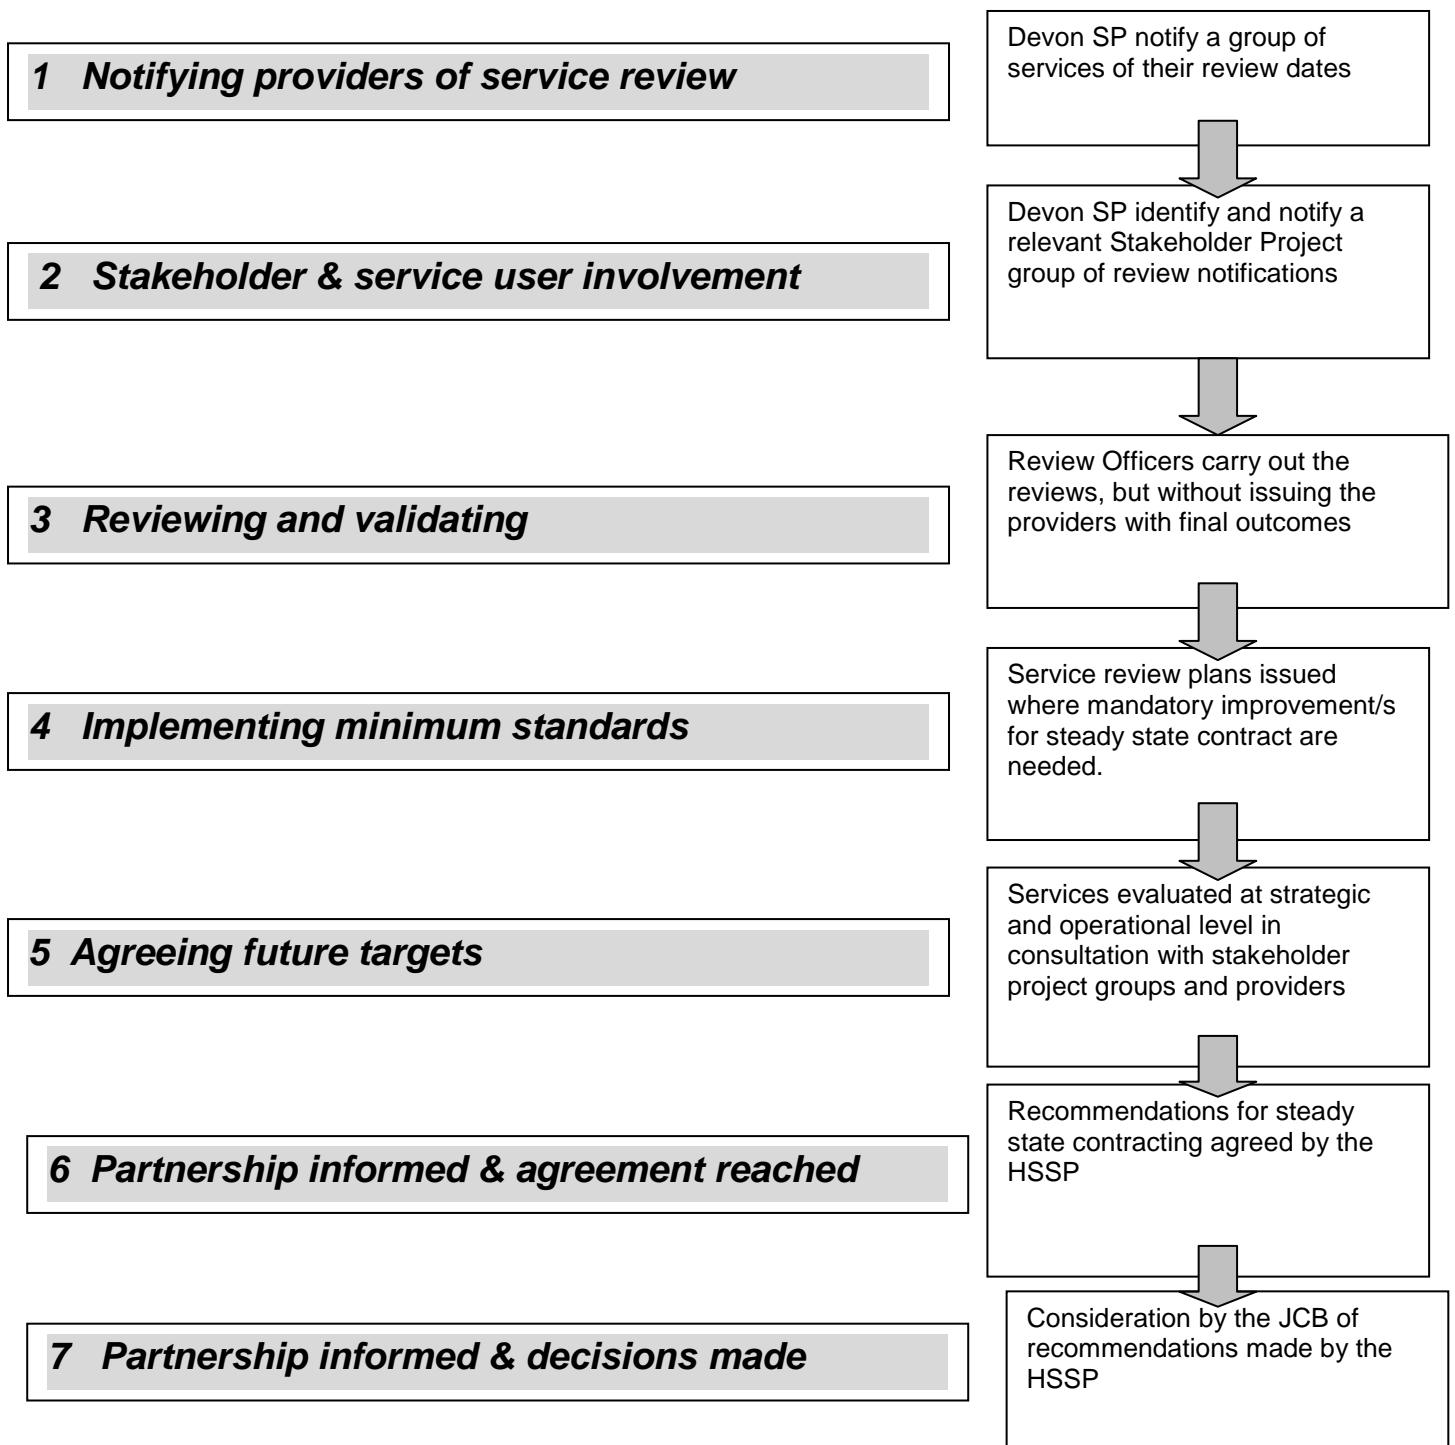 1 Notifying providers of service review
Devon SP notify a group of
services of their review dates
2 Stakeholder & service user involvement
Devon SP identify and notify a
relevant Stakeholder Project
group of review notifications
3 Reviewing and validating
Review Officers carry out the
reviews, but without issuing the
providers with final outcomes
4 Implementing minimum standards
Service review plans issued
where mandatory improvement/s
for steady state contract are
needed.
5 Agreeing future targets
Services evaluated at strategic
and operational level in
consultation with stakeholder
project groups and providers
6 Partnership informed & agreement reached
Recommendations for steady
state contracting agreed by the
HSSP
7 Partnership informed & decisions made
Consideration by the JCB of
recommendations made by the
HSSP